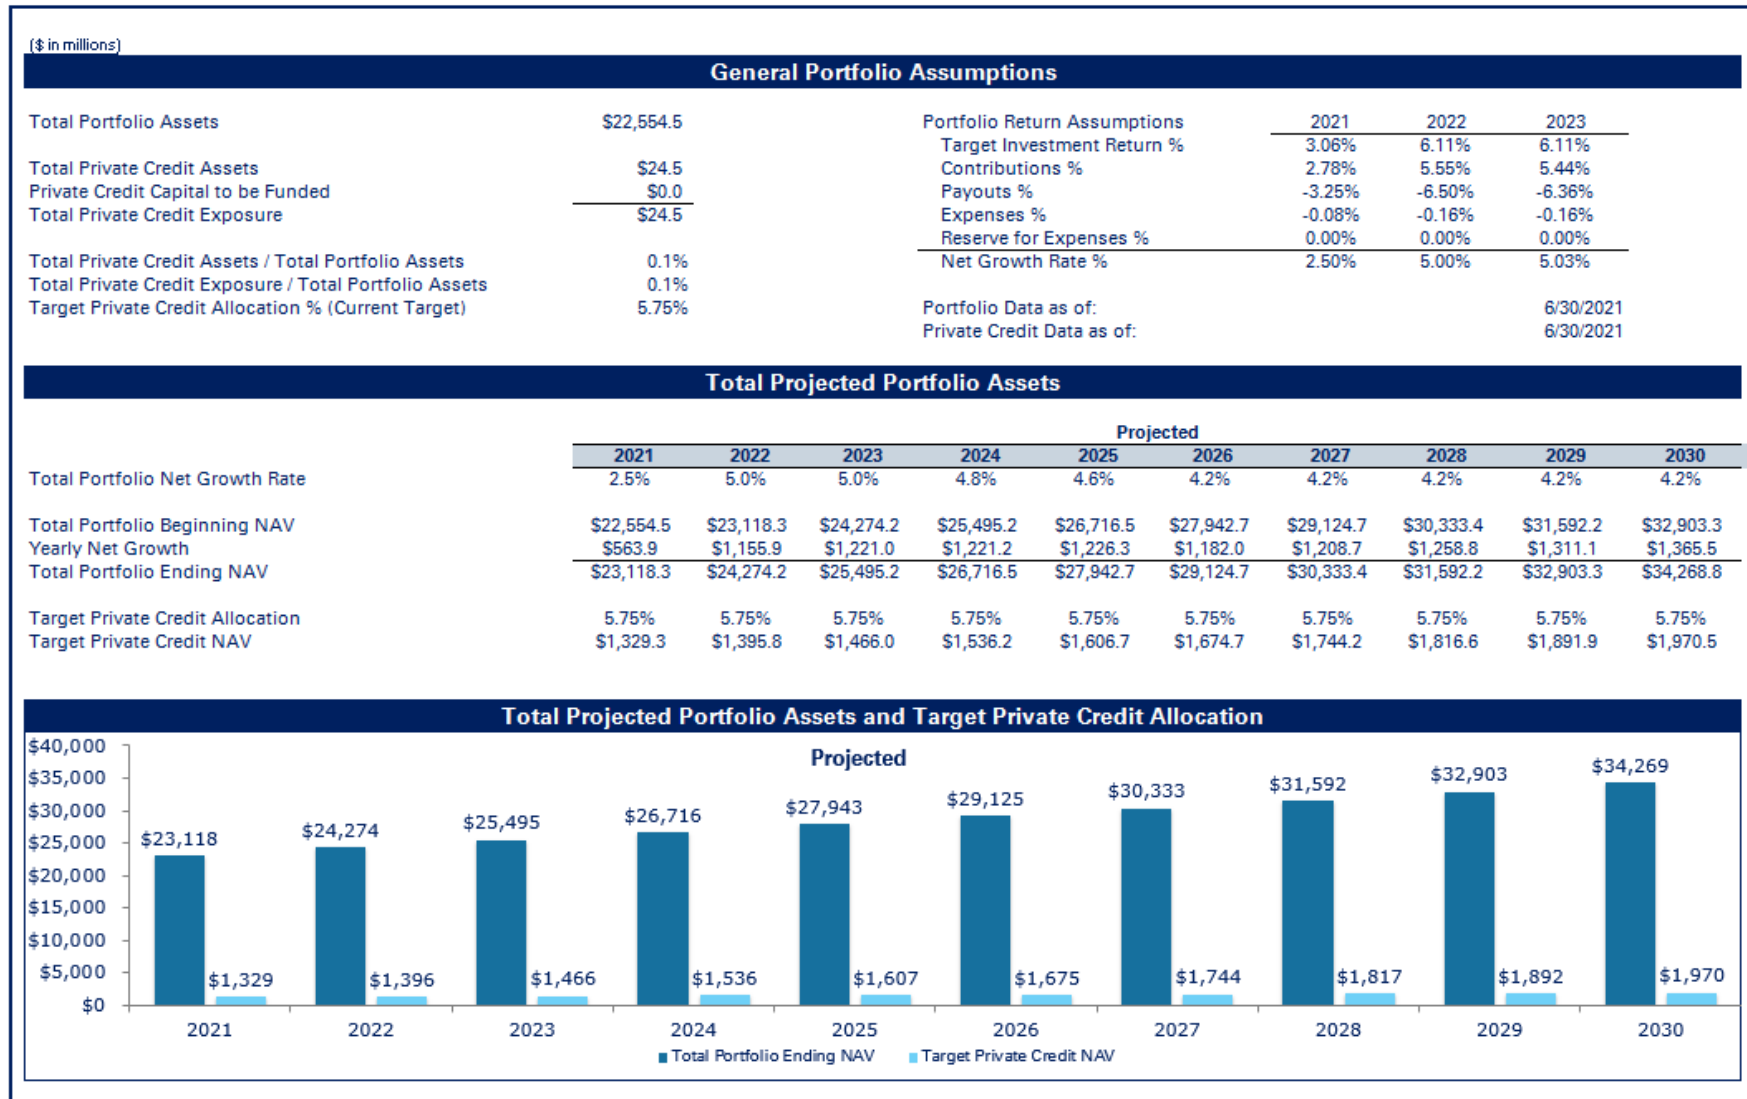 ($ in millions)
General Portfolio Assumptions
Total Portfolio Assets $22,554.5 Portfolio Return Assumptions 2021 2022 2023
Target Investment Return % 3.06% 6.11% 6.11%
Total Private Credit Assets $24.5 Contributions % 2.78% 5.55% 5.44%
Private Credit Capital to be Funded $0.0 Payouts % -3.25% -6.50% -6.36%
Total Private Credit Exposure $24.5 Expenses % -0.08% -0.16% -0.16%
Reserve for Expenses % 0.00% 0.00% 0.00%
Total Private Credit Assets / Total Portfolio Assets 0.1% Net Growth Rate % 2.50% 5.00% 5.03%
Total Private Credit Exposure / Total Portfolio Assets 0.1%
Target Private Credit Allocation % (Current Target) 5.75% Portfolio Data as of: 6/30/2021
Private Credit Data as of: 6/30/2021
Total Projected Portfolio Assets
Projected
2021 2022 2023 2024 2025 2026 2027 2028 2029 2030
Total Portfolio Net Growth Rate 2.5% 5.0% 5.0% 4.8% 4.6% 4.2% 4.2% 4.2% 4.2% 4.2%
Total Portfolio Beginning NAV $22,554.5 $23,118.3 $24,274.2 $25,495.2 $26,716.5 $27,942.7 $29,124.7 $30,333.4 $31,592.2 $32,903.3
Yearly Net Growth $563.9 $1,155.9 $1,221.0 $1,221.2 $1,226.3 $1,182.0 $1,208.7 $1,258.8 $1,311.1 $1,365.5
Total Portfolio Ending NAV $23,118.3 $24,274.2 $25,495.2 $26,716.5 $27,942.7 $29,124.7 $30,333.4 $31,592.2 $32,903.3 $34,268.8
Target Private Credit Allocation 5.75% 5.75% 5.75% 5.75% 5.75% 5.75% 5.75% 5.75% 5.75% 5.75%
Target Private Credit NAV $1,329.3 $1,395.8 $1,466.0 $1,536.2 $1,606.7 $1,674.7 $1,744.2 $1,816.6 $1,891.9 $1,970.5
Total Projected Portfolio Assets and Target Private Credit Allocation
Projected
$40,000
$35,000
$30,000
$25,000
$20,000
$15,000
$10,000
$5,000
$0
$23,118 $24,274 $25,495 $26,716 $27,943 $29,125 $30,333 $31,592 $32,903 $34,269
$1,329 $1,396 $1,466 $1,536 $1,607 $1,675 $1,744 $1,817 $1,892 $1,970
2021 2022 2023 2024 2025 2026 2027 2028 2029 2030
Total Portfolio Ending NAV Target Private Credit NAV